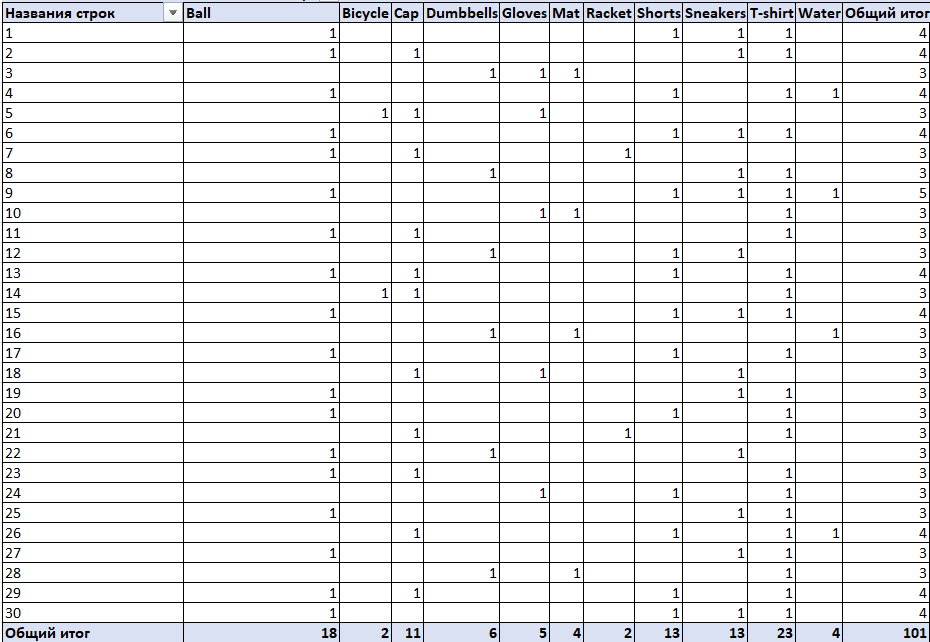 Названия строк Ball Bicycle Cap Dumbbells Gloves Mat Racket Shorts Sneakers T-shirt Water Общий итог
1 1 1 1 1 4
2 1 1 1 1 4
3 1 1 1 3
4 1 1 1 1 4
5 1 1 1 3
6 1 1 1 1 4
7 1 1 1 3
8 1 1 1 3
9 1 1 1 1 1 5
10 1 1 1 3
11 1 1 1 3
12 1 1 1 3
13 1 1 1 1 4
14 1 1 1 3
15 1 1 1 1 4
16 1 1 1 3
17 1 1 1 3
18 1 1 1 3
19 1 1 1 3
20 1 1 1 3
21 1 1 1 3
22 1 1 1 3
23 1 1 1 3
24 1 1 1 3
25 1 1 1 3
26 1 1 1 1 4
27 1 1 1 3
28 1 1 1 3
29 1 1 1 1 4
30 1 1 1 1 4
Общий итог 18 2 11 6 5 4 2 13 13 23 4 101